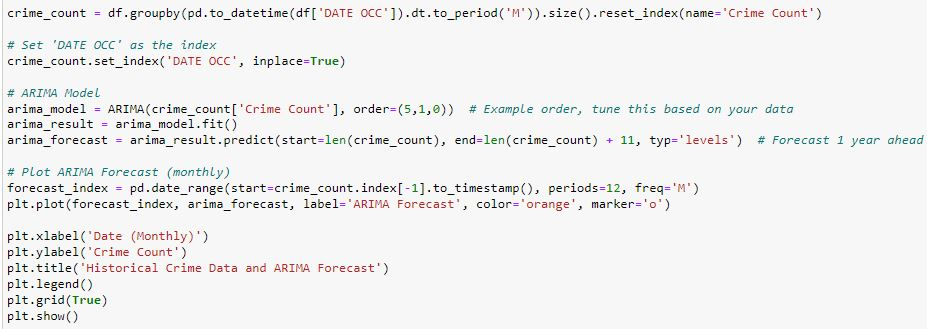 crime_count = df.groupby(pd.to_datetime(df['DATE OCC']).dt.to_period('M')).size().reset_index(name='Crime Count')
# Set 'DATE OCC' as the index
crime_count.set_index('DATE OCC', inplace=True)
# ARIMA Model
arima_model = ARIMA(crime_count['Crime Count'], order=(5,1,0))  # Example order, tune this based on your data
arima_result = arima_model.fit()
arima_forecast = arima_result.predict(start=len(crime_count), end=len(crime_count) + 11, typ='levels')  # Forecast 1 year ahead
# Plot ARIMA Forecast (monthly)
forecast_index = pd.date_range(start=crime_count.index[-1].to_timestamp(), periods=12, freq='M')
plt.plot(forecast_index, arima_forecast, label='ARIMA Forecast', color='orange', marker='o')
plt.xlabel('Date (Monthly)')
plt.ylabel('Crime Count')
plt.title('Historical Crime Data and ARIMA Forecast')
plt.legend()
plt.grid(True)
plt.show()